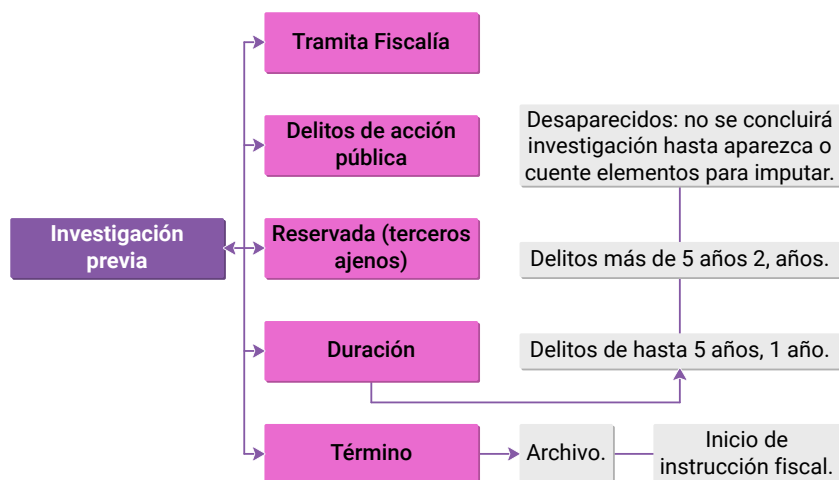 Tramita Fiscalía
Delitos de acción
pública
Desaparecidos: no se concluirá
investigación hasta aparezca o
cuente elementos para imputar.
Investigación
previa
Reservada (terceros
ajenos)
Delitos más de 5 años 2, años.
Duración
Delitos de hasta 5 años, 1 año.
Término
Archivo.
Inicio de
instrucción fiscal.